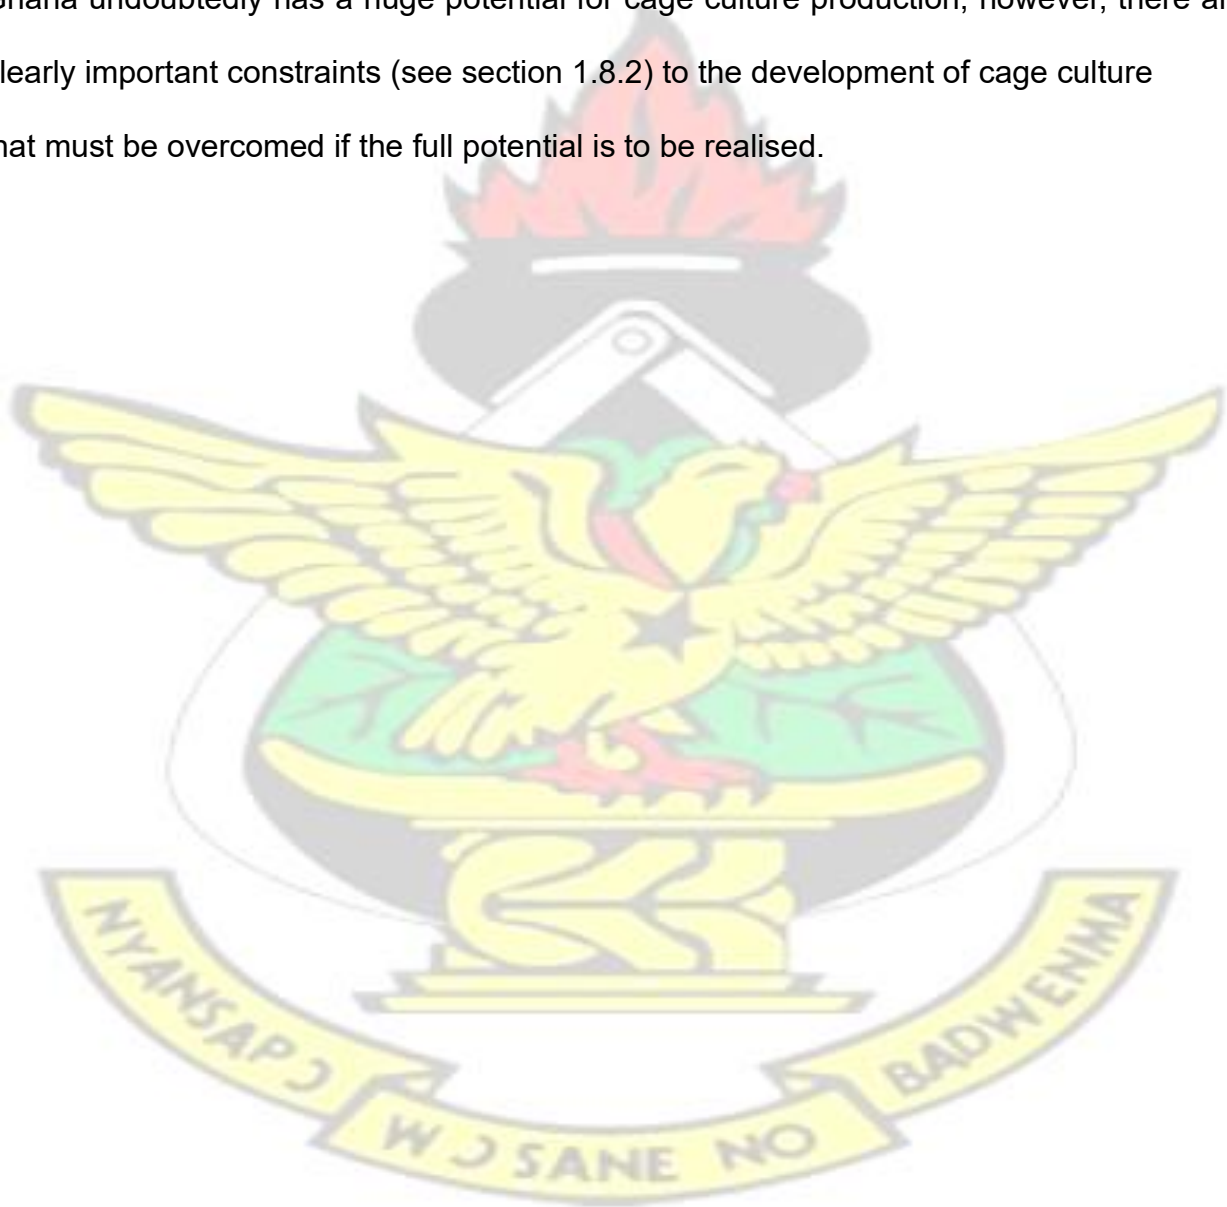 Ghana undoubtedly has a huge potential for cage culture production; however, there
learly important constraints (see section 1.8.2) to the development of cage culture
hat must be overcomed if the full potential is to be realised.
NYANSAPƆ
WƆSANE NO
BADWENMA